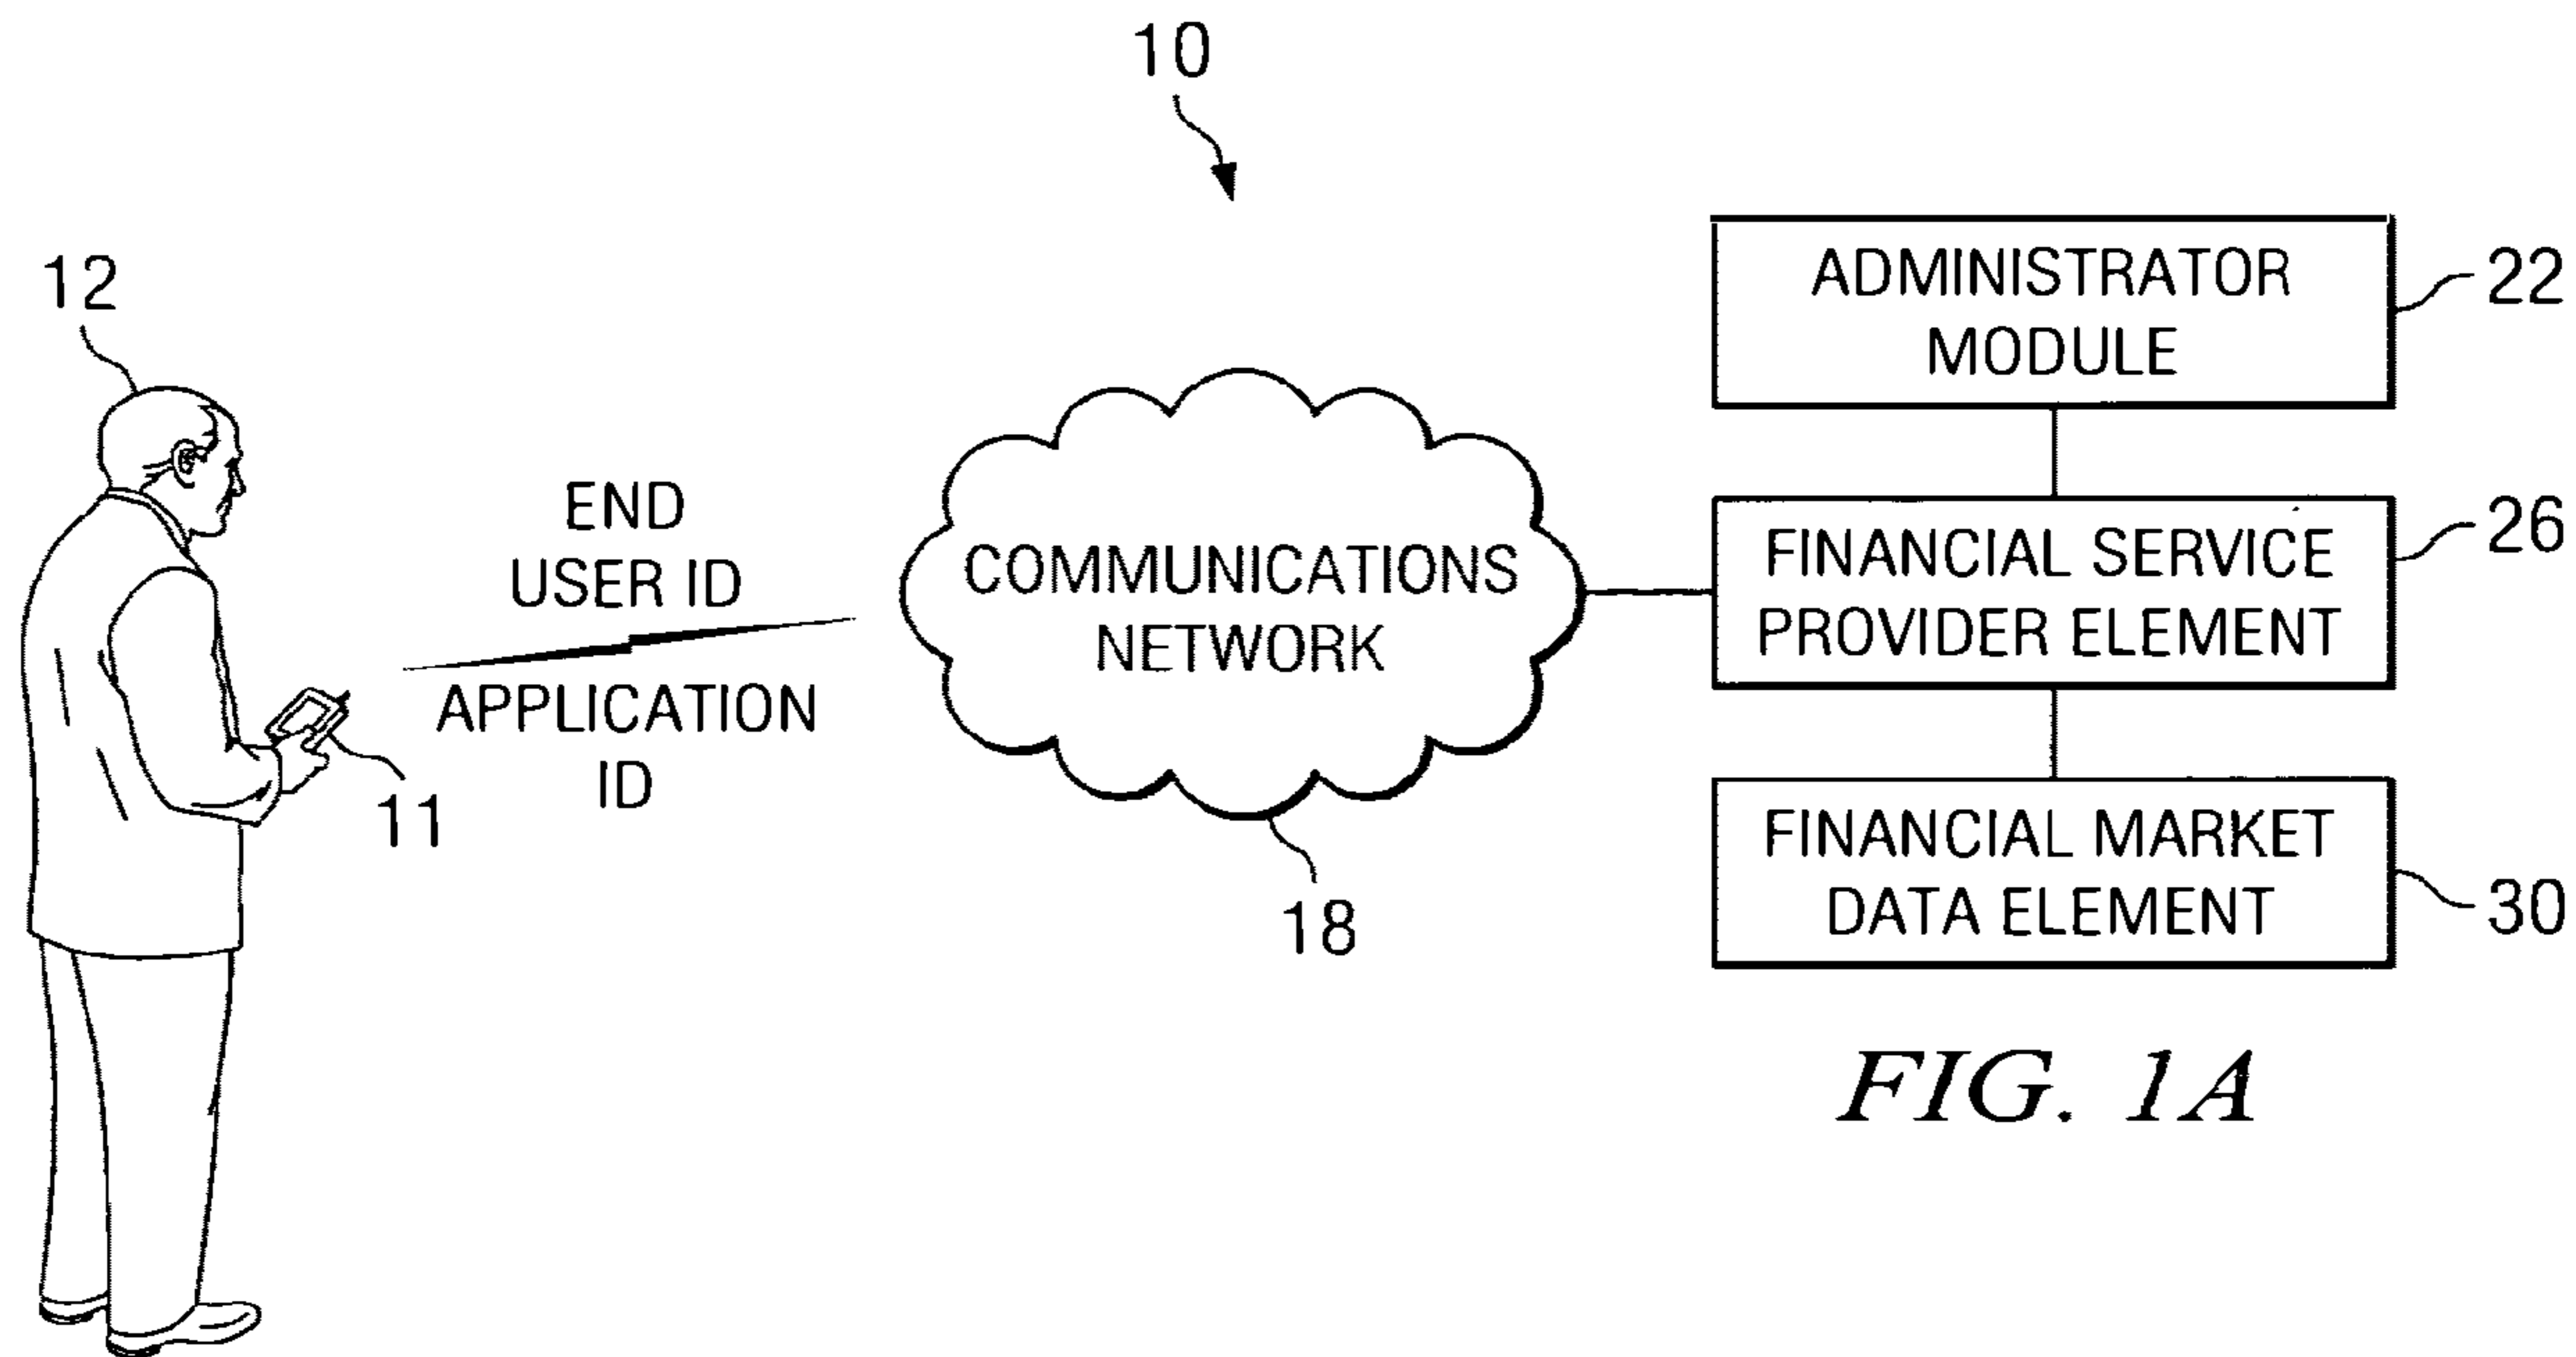 10
12
END
USER ID
APPLICATION
ID
11
COMMUNICATIONS
NETWORK
18
ADMINISTRATOR
MODULE
22
FINANCIAL SERVICE
PROVIDER ELEMENT
26
FINANCIAL MARKET
DATA ELEMENT
30
FIG. 1A